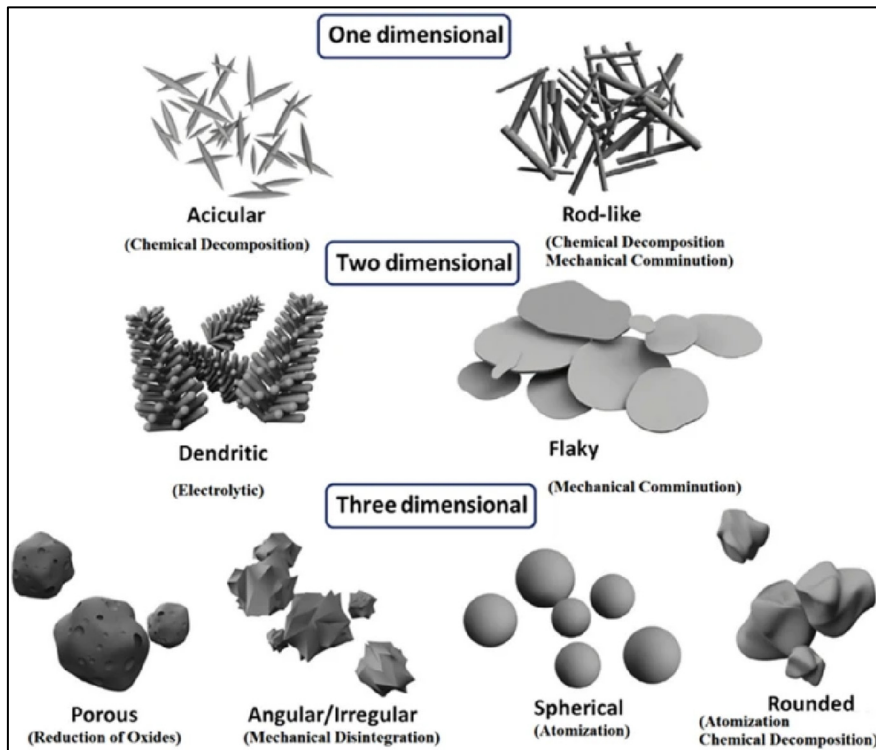 One dimensional
Acicular
(Chemical Decomposition)
Rod-like
(Chemical Decomposition
Mechanical Comminution)
Two dimensional
Dendritic
(Electrolytic)
Flaky
(Mechanical Comminution)
Three dimensional
Porous
(Reduction of Oxides)
Angular/Irregular
(Mechanical Disintegration)
Spherical
(Atomization)
Rounded
(Atomization
Chemical Decomposition)